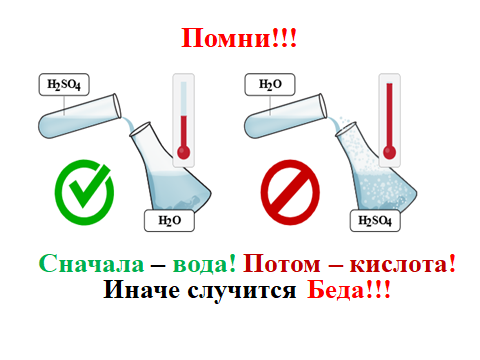 Помни!!!
H₂SO₄
H₂O
H₂O
H₂SO₄
Сначала – вода! Потом – кислота!
Иначе случится Беда!!!